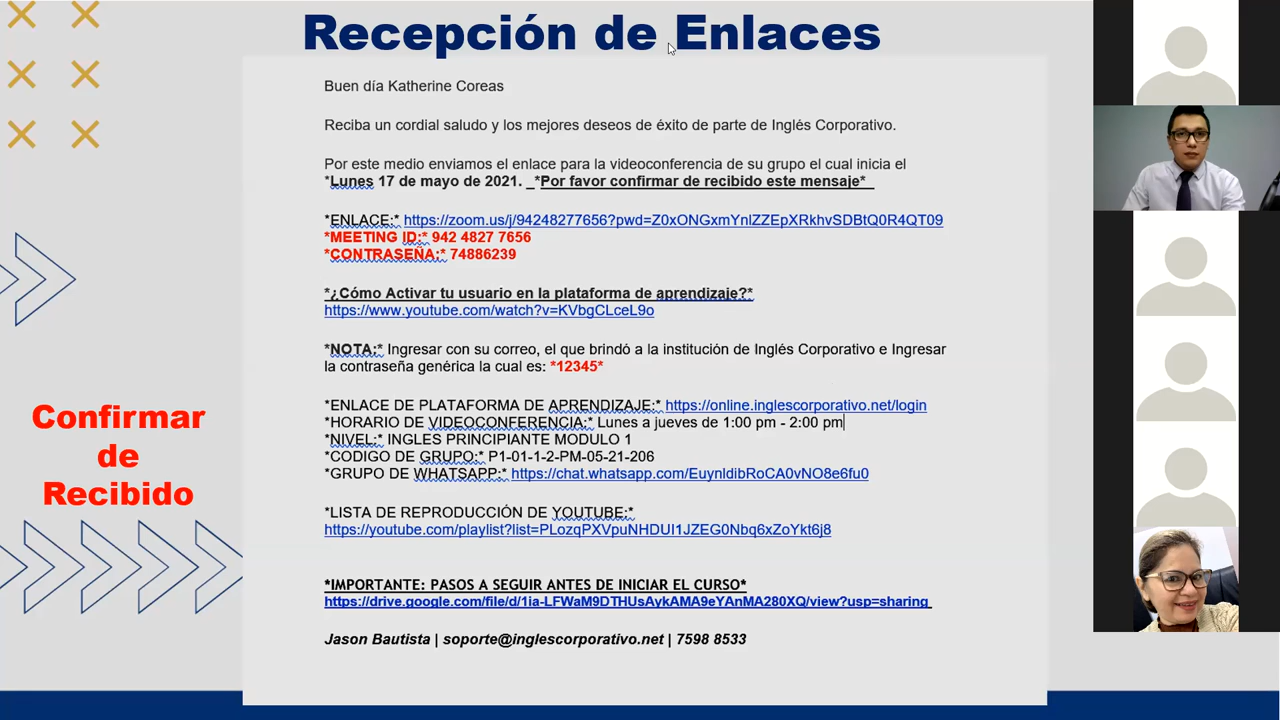 Recepción de Enlaces
Buen día Katherine Coreas
Reciba un cordial saludo y los mejores deseos de éxito de parte de Inglés Corporativo.
Por este medio enviamos el enlace para la videoconferencia de su grupo el cual inicia el
*Lunes 17 de mayo de 2021. _*Por favor confirmar de recibido este mensaje*_
*ENLACE:* https://zoom.us/j/94248277656?pwd=Z0xONGxmYnlZZEpXRkhvSDBtQ0R4QT09
*MEETING ID:* 942 4827 7656
*CONTRASEÑA:* 74886239
*¿Cómo Activar tu usuario en la plataforma de aprendizaje?*
https://www.youtube.com/watch?v=KVbgCLceL9o
*NOTA:* Ingresar con su correo, el que brindó a la institución de Inglés Corporativo e Ingresar
la contraseña genérica la cual es: *12345*
*ENLACE DE PLATAFORMA DE APRENDIZAJE:* https://online.inglescorporativo.net/login
*HORARIO DE VIDEOCONFERENCIA:* Lunes a jueves de 1:00 pm - 2:00 pm
*NIVEL:* INGLES PRINCIPIANTE MODULO 1
*CODIGO DE GRUPO:* P1-01-1-2-PM-05-21-206
*GRUPO DE WHATSAPP:* https://chat.whatsapp.com/EuynldibRoCA0vNO8e6fu0
*LISTA DE REPRODUCCIÓN DE YOUTUBE:*
https://youtube.com/playlist?list=PLozqPXVpuNHDUI1JZEG0Nbq6xZoYkt6j8
*IMPORTANTE: PASOS A SEGUIR ANTES DE INICIAR EL CURSO*
https://drive.google.com/file/d/1ia-LFWaM9DTHUsAykAMA9eYAnMA280XQ/view?usp=sharing
Jason Bautista | soporte@inglescorporativo.net | 7598 8533
Confirmar
de
Recibido